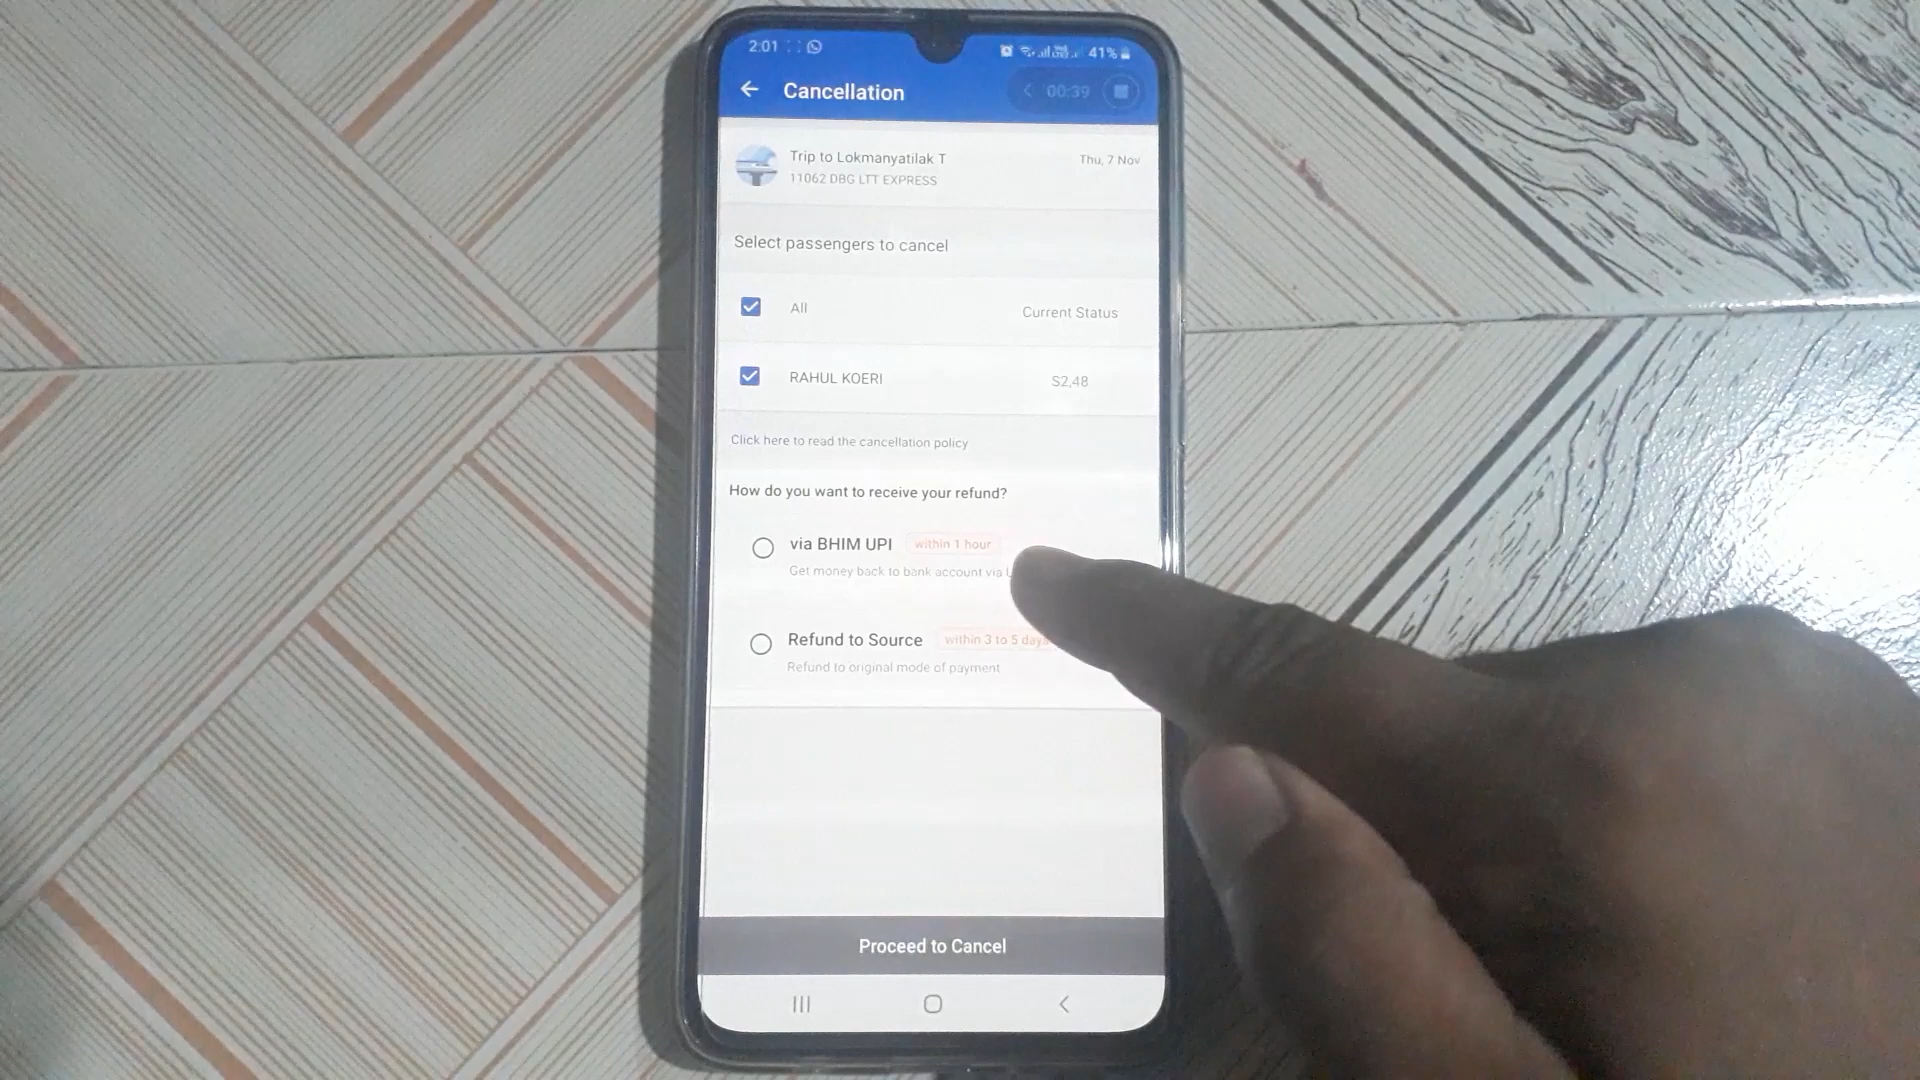 2:01
41%
Cancellation
00:39
Trip to Lokmanyatilak T
Thu, 7 Nov
11062 DBG LTT EXPRESS
Select passengers to cancel
All
Current Status
RAHUL KOERI
S2,48
Click here to read the cancellation policy
How do you want to receive your refund?
via BHIM UPI within 1 hour
Get money back to bank account via
Refund to Source within 3 to 5 days
Refund to original mode of payment
Proceed to Cancel